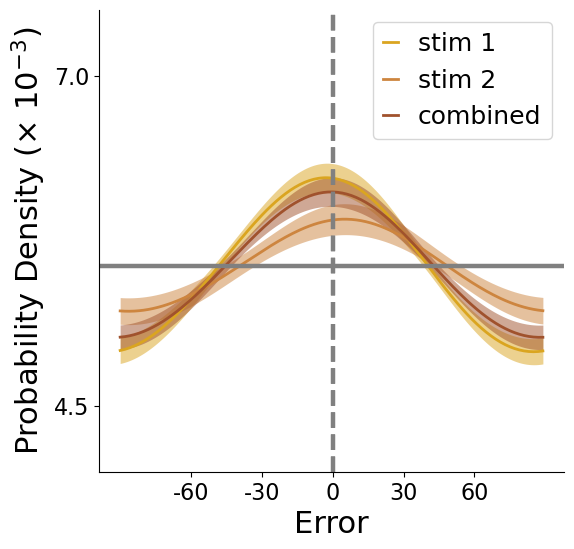 stim 1
stim 2
combined
Probability Density (× 10⁻³)
7.0
4.5
-60 -30 0 30 60
Error